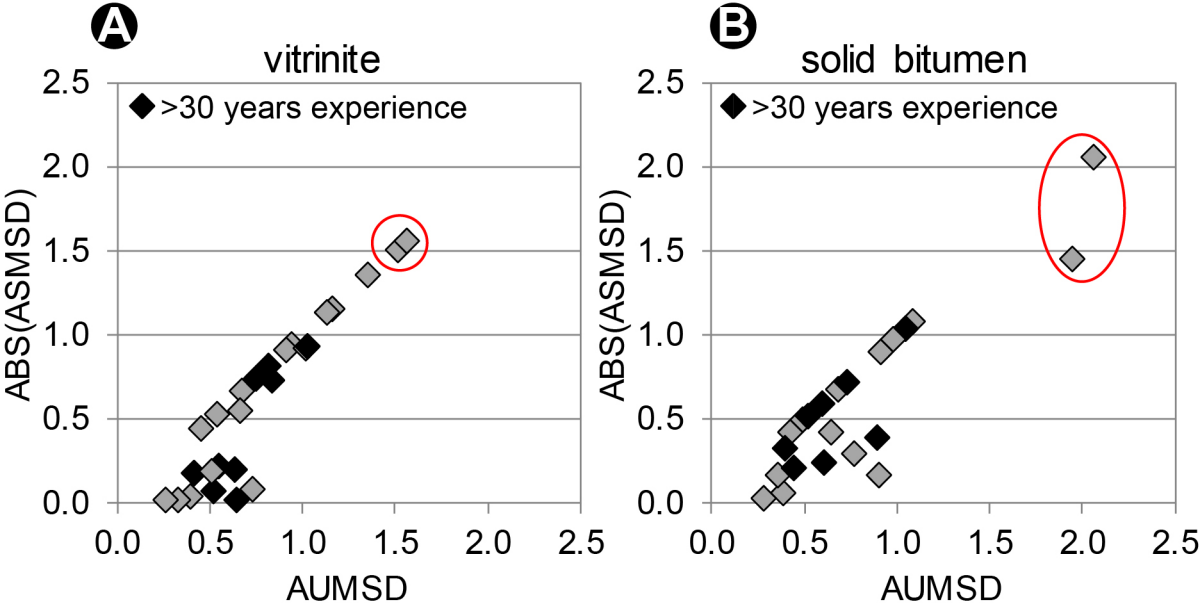 A
vitrinite
>30 years experience
ABS(ASMSD)
2.5
2.0
1.5
1.0
0.5
0.0
0.0 0.5 1.0 1.5 2.0 2.5
AUMSD
B
solid bitumen
>30 years experience
ABS(ASMSD)
2.5
2.0
1.5
1.0
0.5
0.0
0.0 0.5 1.0 1.5 2.0 2.5
AUMSD